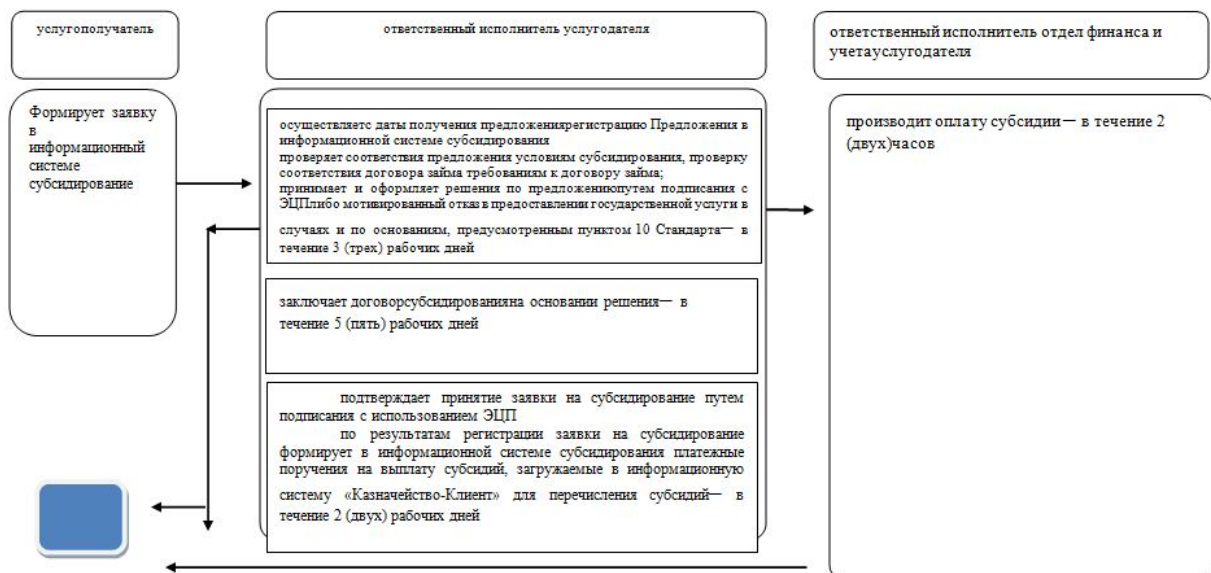 услугополучатель
ответственный исполнитель услугодателя
ответственный исполнитель отдел финанса и
учетауслугодателя
Формирует заявку
в
информационный
системе
субсидирование
осуществляетс даты получения предложениярегистрацию Предложения в
информационной системе субсидирования
проверяет соответствия предложения условиям субсидирования, проверку
соответствия договора займа требованиям к договору займа;
принимает и оформляет решения по предложениюпутем подписания с
ЭЦПлибо мотивированный отказ в предоставлении государственной услуги в
случаях и по основаниям, предусмотренным пунктом 10 Стандарта— в
течение 3 (трех) рабочих дней
заключает договорсубсидированияна основании решения— в
течение 5 (пять) рабочих дней
подтверждает принятие заявки на субсидирование путем
подписания с использованием ЭЦП
по результатам регистрации заявки на субсидирование
формирует в информационной системе субсидирования платежные
поручения на выплату субсидий, загружаемые в информационную
систему «Казначейство-Клиент» для перечисления субсидий— в
течение 2 (двух) рабочих дней
производит оплату субсидии— в течение 2
(двух)часов